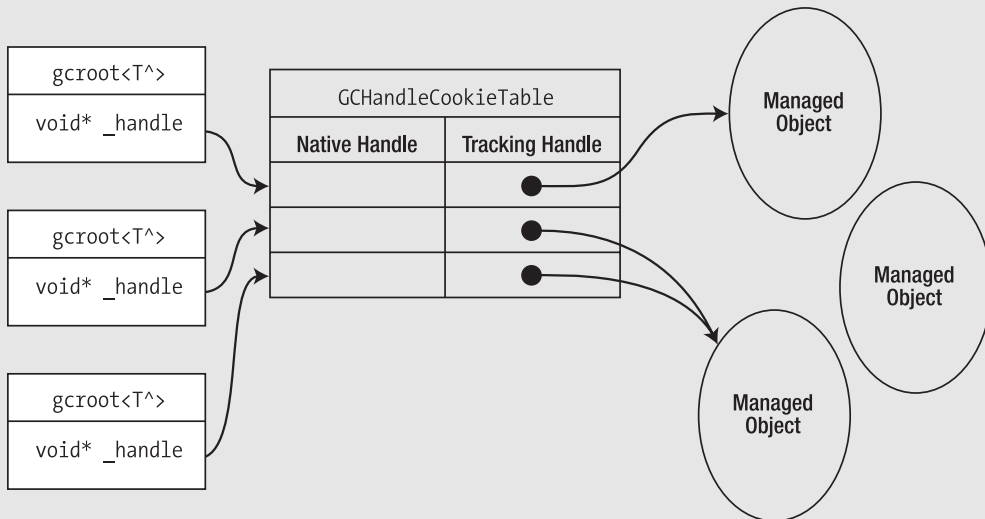 gcroot<T^>
void* _handle
gcroot<T^>
void* _handle
gcroot<T^>
void* _handle
GCHandleCookieTable
Native Handle
Tracking Handle
Managed
Object
Managed
Object
Managed
Object